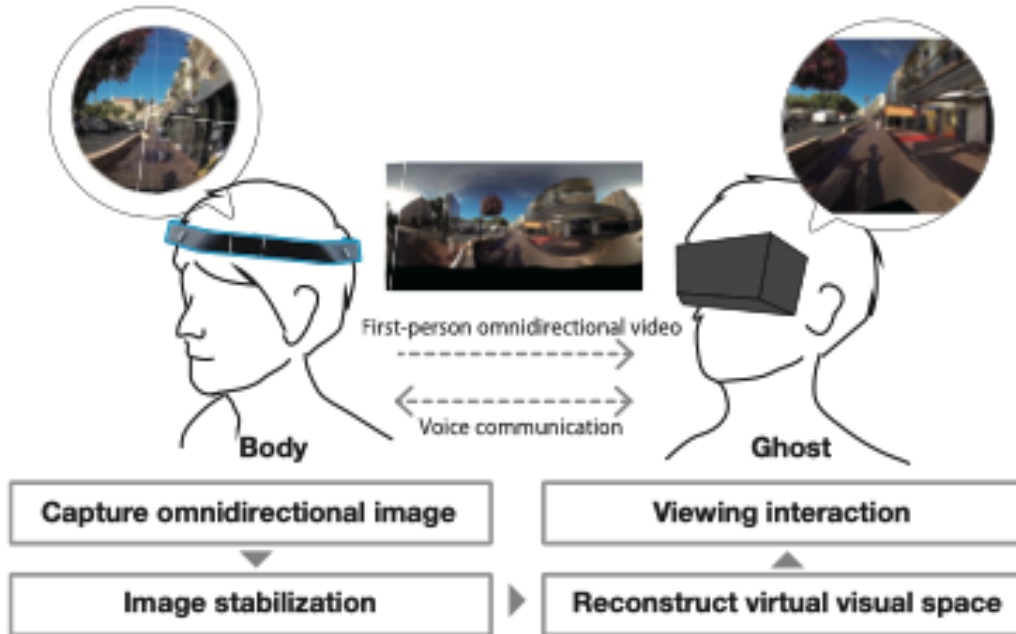 First-person omnidirectional video
Voice communication
Body
Ghost
Capture omnidirectional image
Viewing interaction
Image stabilization
Reconstruct virtual visual space